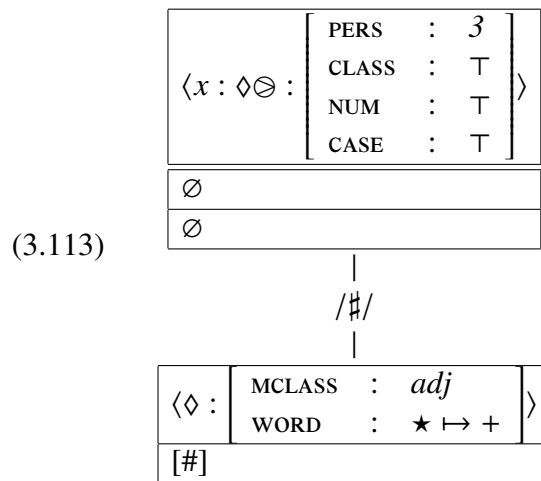 ⟨x : ◊⧁ : [ PERS : 3
CLASS : ⊤
NUM : ⊤
CASE : ⊤ ]⟩
∅
∅
(3.113)
/♯/
⟨◊ : [ MCLASS : adj
WORD : ★ ↦ + ]⟩
[#]